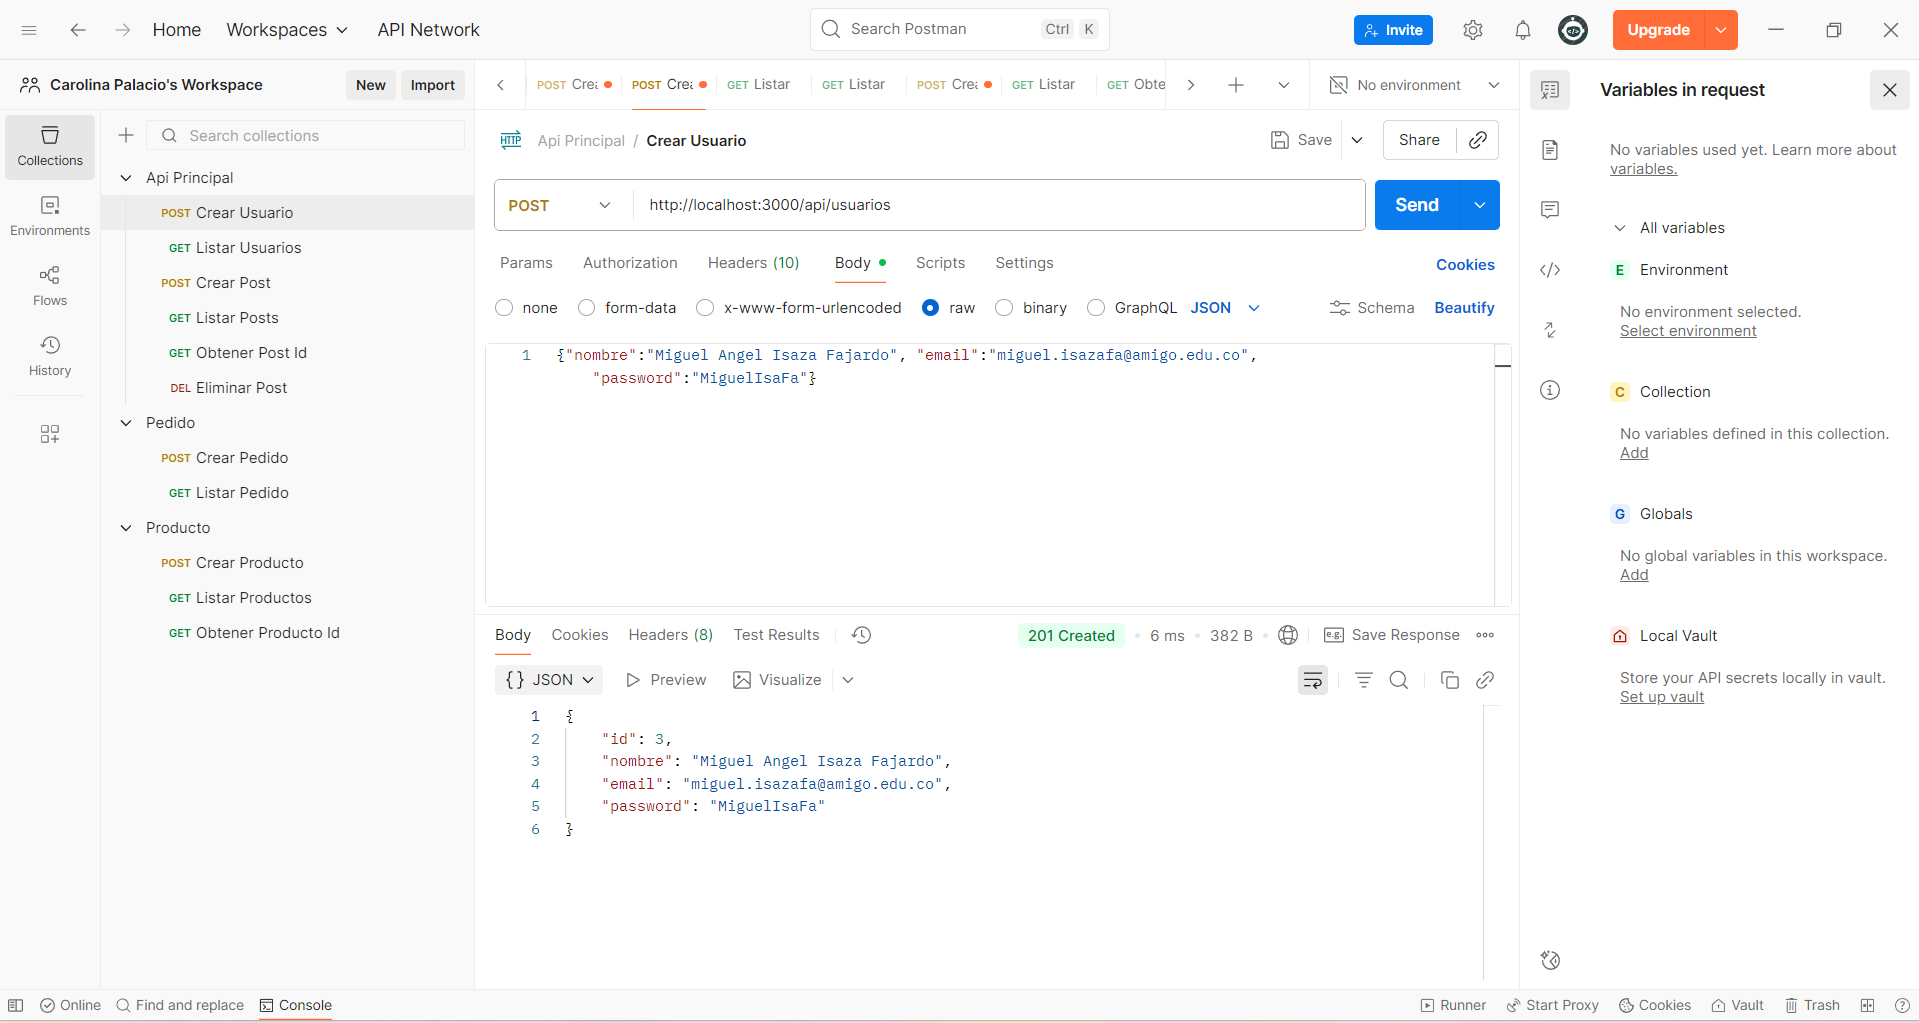 Home Workspaces API Network Search Postman Ctrl K Invite Upgrade
Carolina Palacio's Workspace New Import
POST Cre POST Cre GET Listar GET Listar POST Cre GET Listar GET Obte No environment
Collections
Environments
Flows
History
Search collections
Api Principal
POST Crear Usuario
GET Listar Usuarios
POST Crear Post
GET Listar Posts
GET Obtener Post Id
DEL Eliminar Post
Pedido
POST Crear Pedido
GET Listar Pedido
Producto
POST Crear Producto
GET Listar Productos
GET Obtener Producto Id
HTTP Api Principal / Crear Usuario Save Share
POST http://localhost:3000/api/usuarios Send
Params Authorization Headers (10) Body Scripts Settings Cookies
none form-data x-www-form-urlencoded raw binary GraphQL JSON Schema Beautify
1 {"nombre":"Miguel Angel Isaza Fajardo", "email":"miguel.isazafa@amigo.edu.co",
"password":"MiguelIsaFa"}
Body Cookies Headers (8) Test Results 201 Created 6 ms 382 B e.g. Save Response
{} JSON Preview Visualize
1 {
2 "id": 3,
3 "nombre": "Miguel Angel Isaza Fajardo",
4 "email": "miguel.isazafa@amigo.edu.co",
5 "password": "MiguelIsaFa"
6 }
Variables in request
No variables used yet. Learn more about
variables.
All variables
E Environment
No environment selected.
Select environment
C Collection
No variables defined in this collection.
Add
G Globals
No global variables in this workspace.
Add
Local Vault
Store your API secrets locally in vault.
Set up vault
Online Find and replace Console Runner Start Proxy Cookies Vault Trash